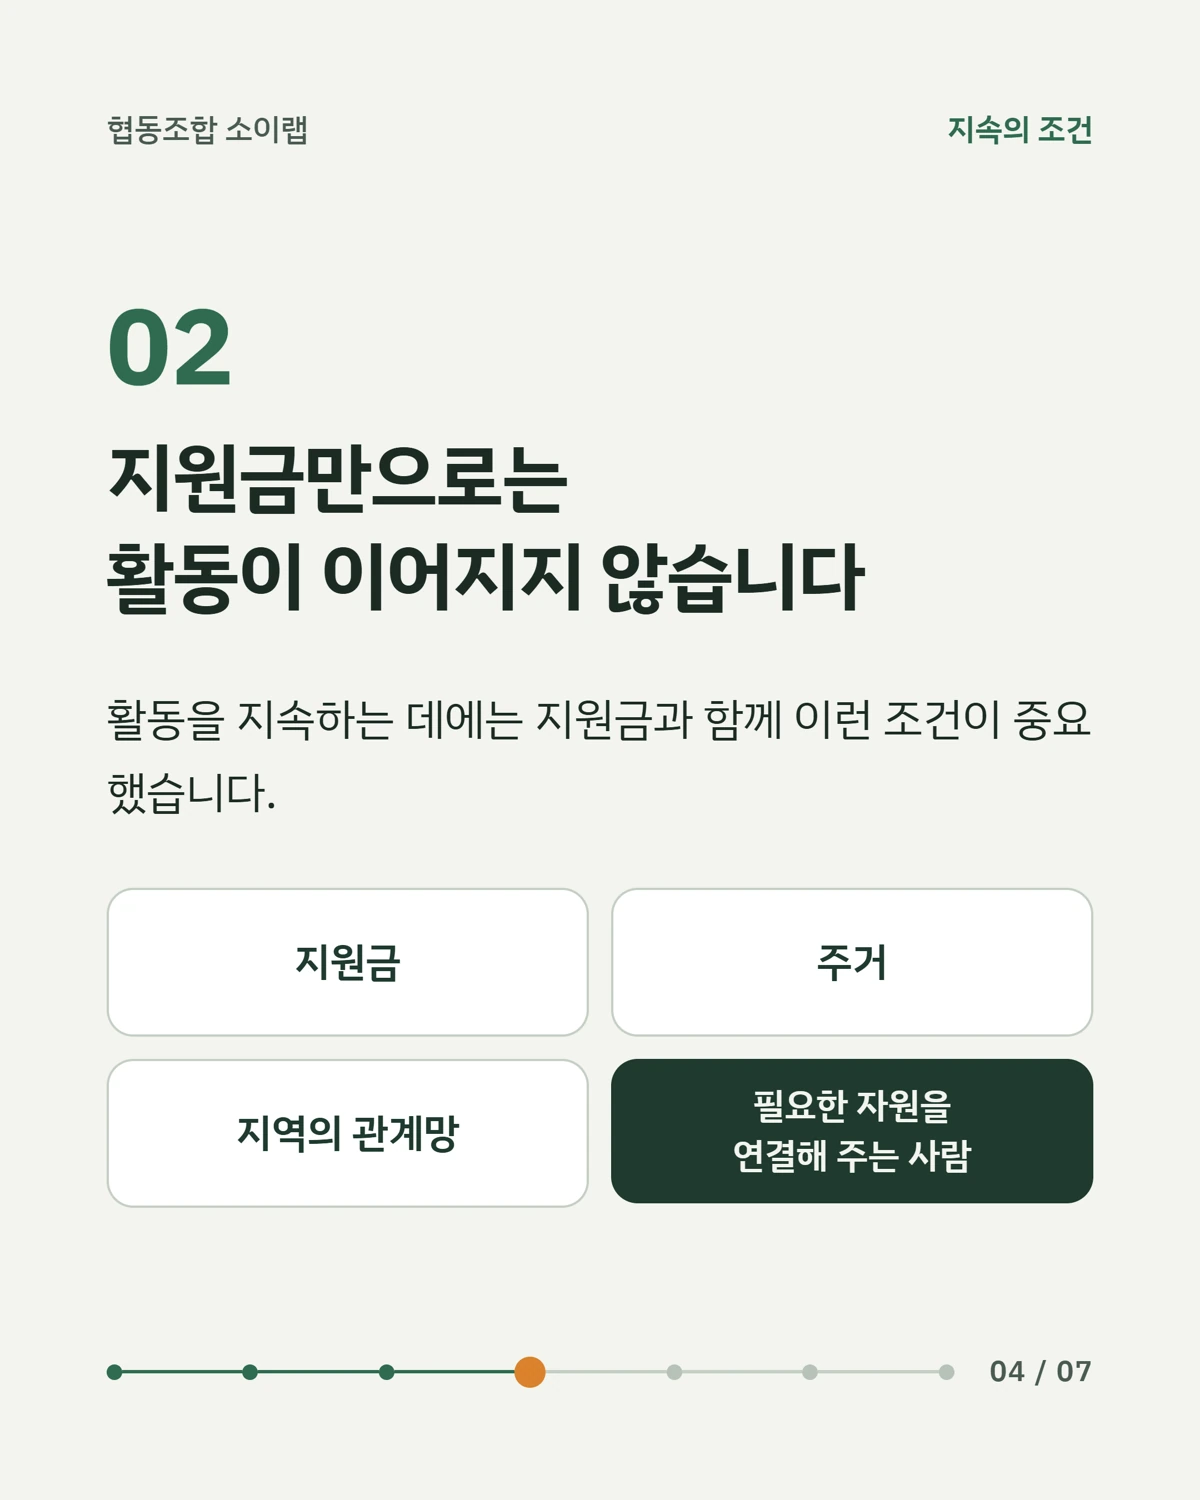 협동조합 소이랩
지속의 조건
02
지원금만으로는
활동이 이어지지 않습니다
활동을 지속하는 데에는 지원금과 함께 이런 조건이 중요
했습니다.
지원금
주거
지역의 관계망
필요한 자원을
연결해 주는 사람
04 / 07